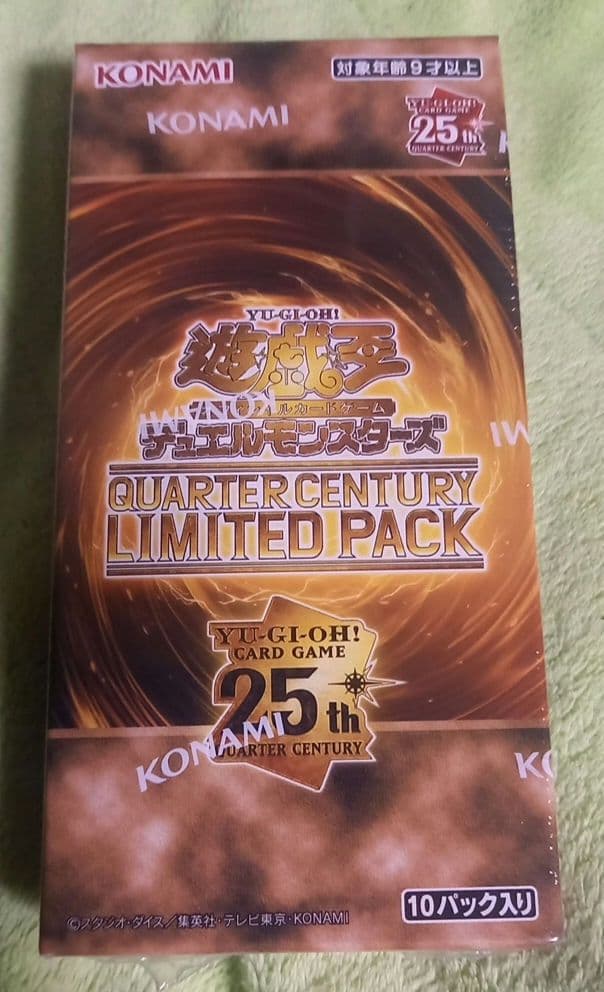 KONAMI
対象年齢9才以上
KONAMI
YU-GI-OH!
CARD GAME
25th
QUARTER CENTURY
YU-GI-OH!
遊戯王
KONAMI
オフィシャルカードゲーム
デュエルモンスターズ
QUARTER CENTURY
LIMITED PACK
YU-GI-OH!
CARD GAME
25th
QUARTER CENTURY
KONAMI
©スタジオ・ダイス/集英社・テレビ東京・KONAMI
10パック入り